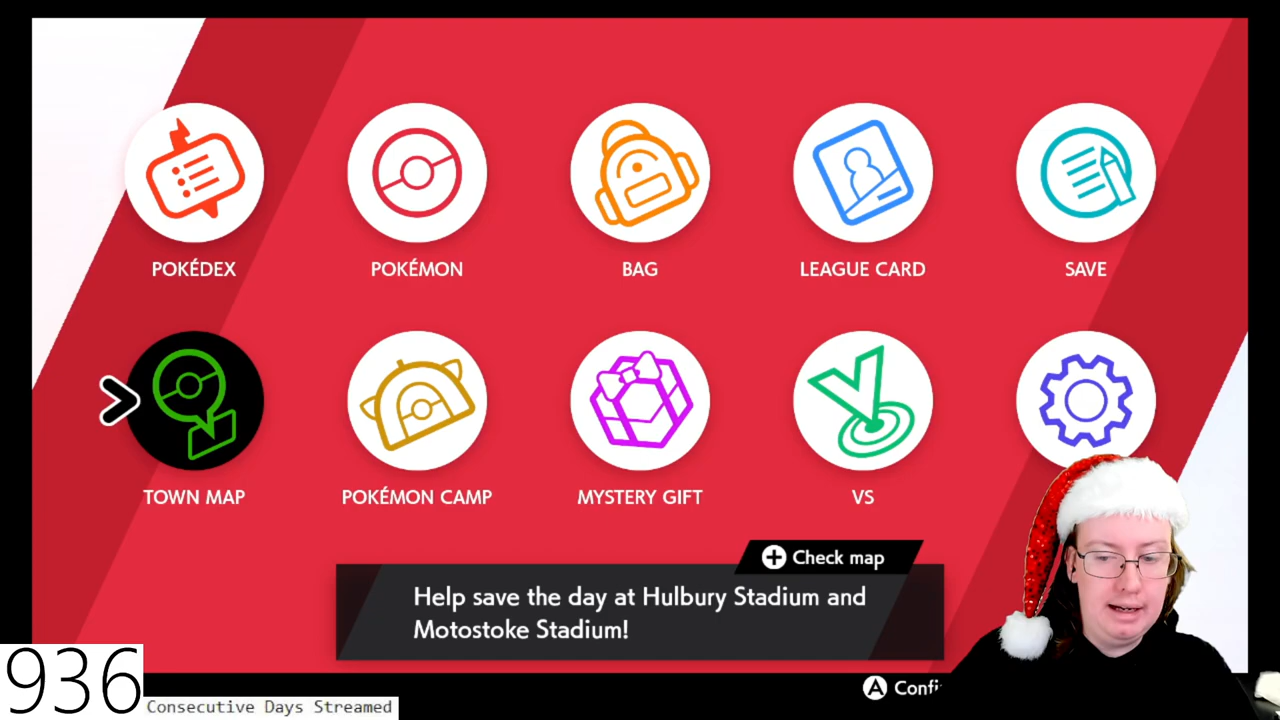 POKÉDEX
POKÉMON
BAG
LEAGUE CARD
SAVE
TOWN MAP
POKÉMON CAMP
MYSTERY GIFT
VS
Check map
Help save the day at Hulbury Stadium and
Motostoke Stadium!
936
Consecutive Days Streamed
A